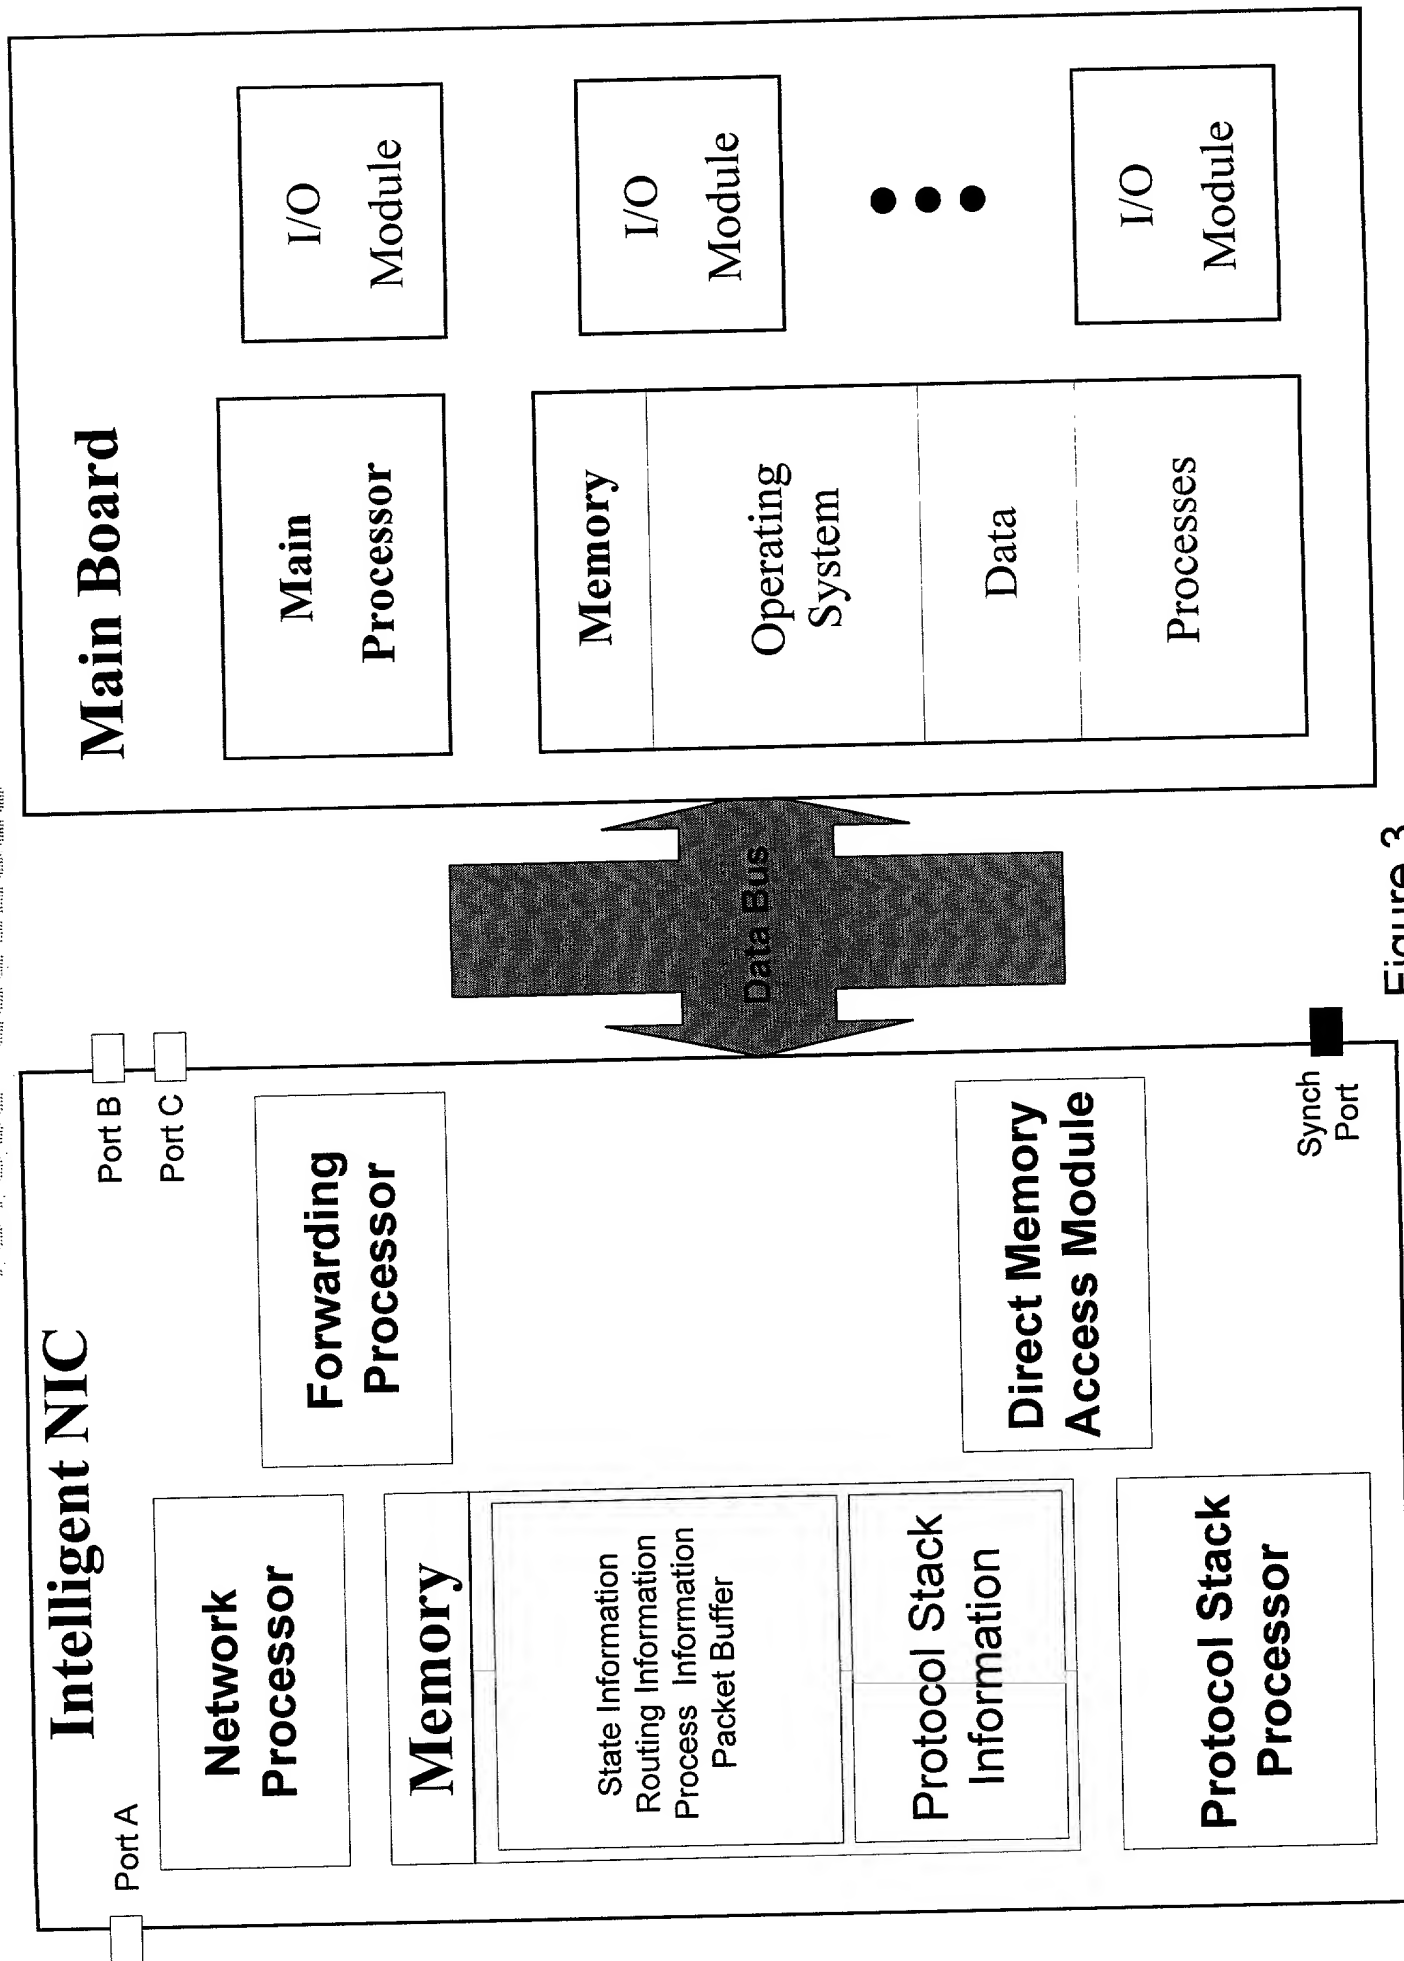 Intelligent NIC
Port A
Port B
Port C
Network
Processor
Forwarding
Processor
Memory
State Information
Routing Information
Process Information
Packet Buffer
Protocol Stack
Information
Direct Memory
Access Module
Protocol Stack
Processor
Synch
Port
Data Bus
Main Board
Main
Processor
I/O
Module
Memory
Operating
System
Data
Processes
I/O
Module
I/O
Module
Figure 3